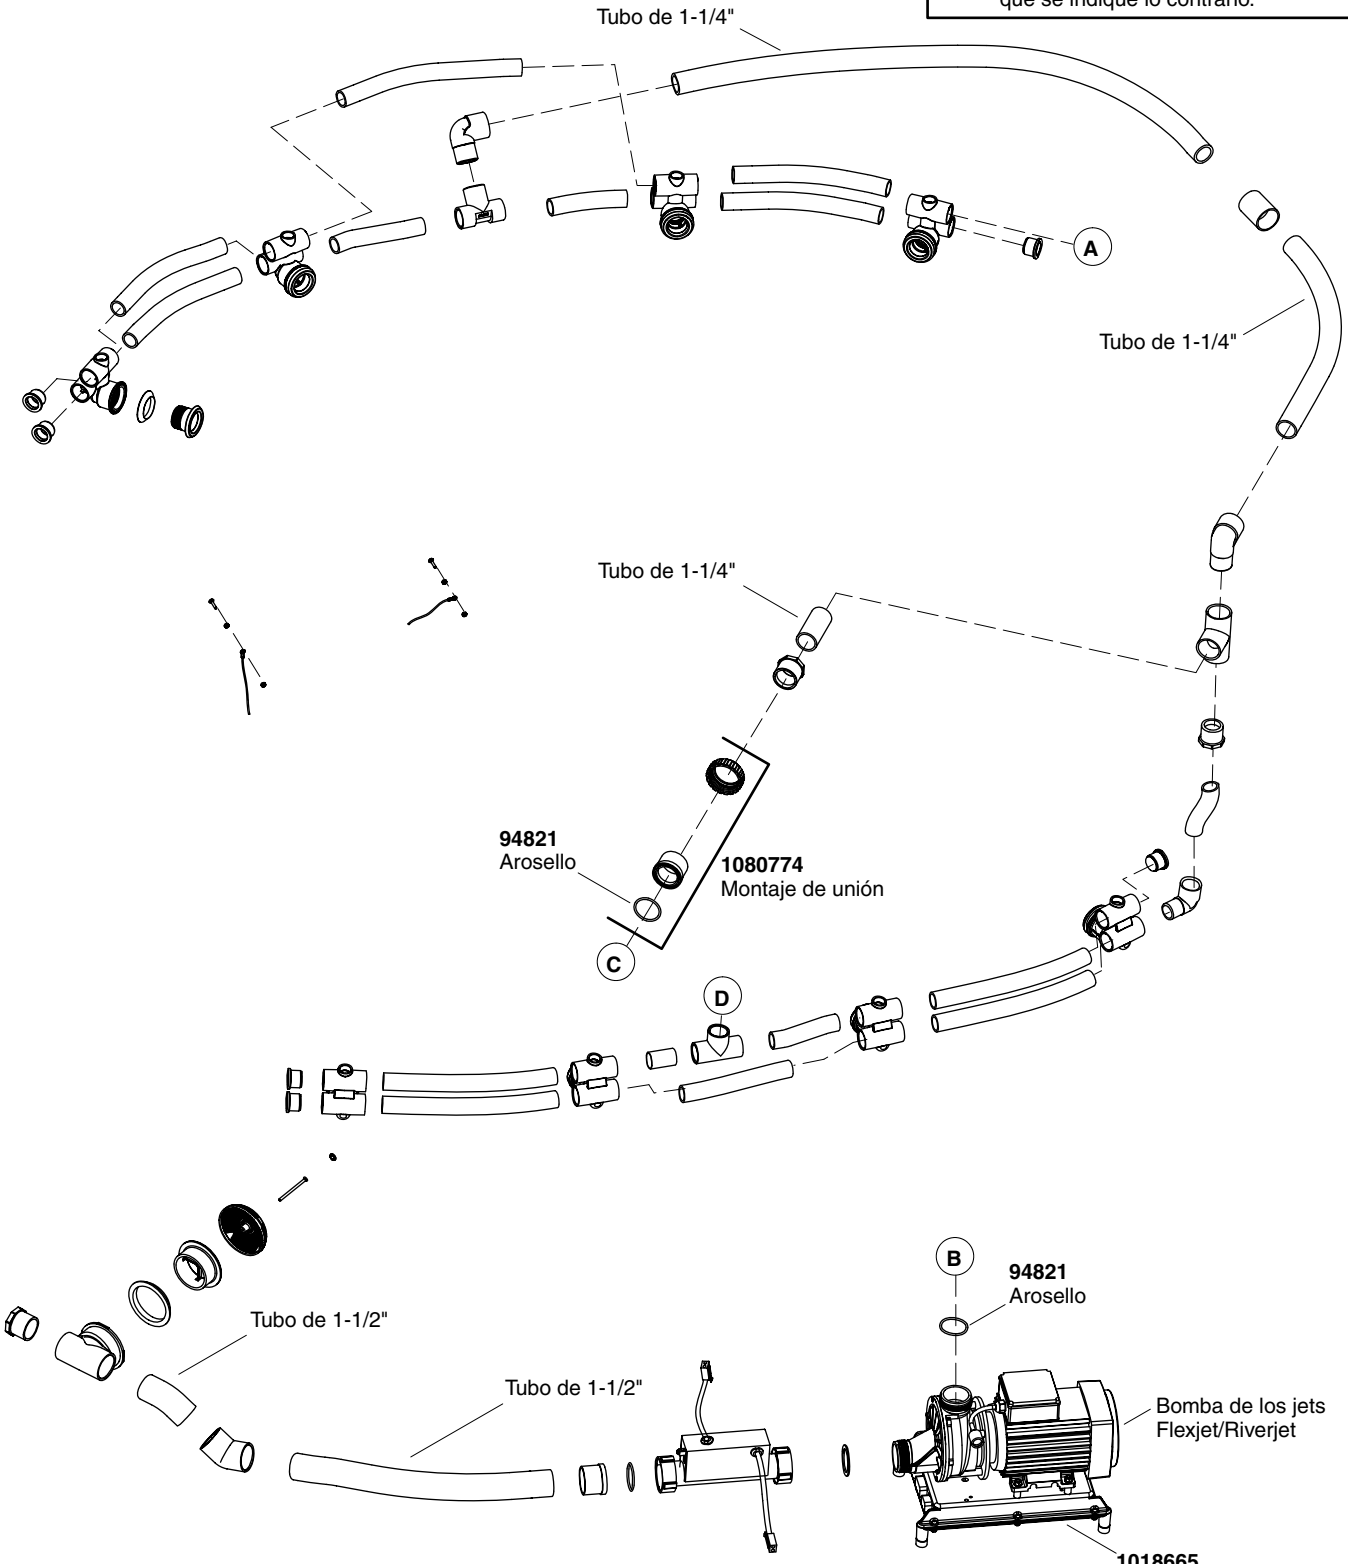 que se indique lo contrario.
Tubo de 1-1/4"
A
Tubo de 1-1/4"
Tubo de 1-1/4"
94821
Arosello
1080774
Montaje de unión
C
D
B
94821
Arosello
Tubo de 1-1/2"
Tubo de 1-1/2"
Bomba de los jets
Flexjet/Riverjet
1018665